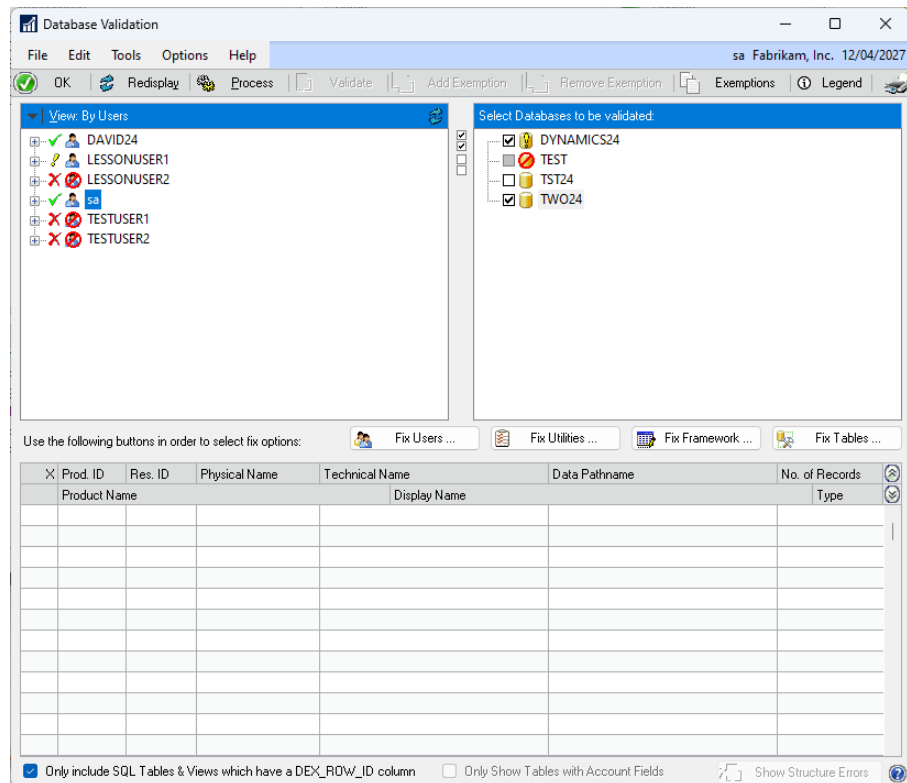 Database Validation
File Edit Tools Options Help sa Fabrikam, Inc. 12/04/2027
OK Redisplay Process Validate Add Exemption Remove Exemption Exemptions Legend
View: By Users
DAVID24
LESSONUSER1
LESSONUSER2
sa
TESTUSER1
TESTUSER2
Select Databases to be validated:
DYNAMICS24
TEST
TST24
TWO24
Use the following buttons in order to select fix options: Fix Users ... Fix Utilities ... Fix Framework ... Fix Tables ...
X Prod. ID Res. ID Physical Name Technical Name Data Pathname No. of Records
Product Name Display Name Type
Only include SQL Tables & Views which have a DEX_ROW_ID column Only Show Tables with Account Fields Show Structure Errors